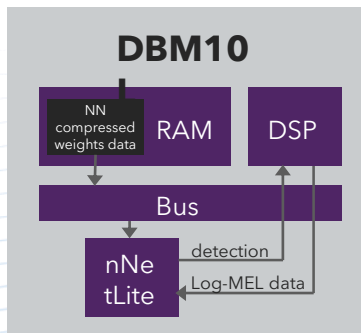 DBM10
NN
compressed
weights data
RAM
DSP
Bus
nNe
tLite
detection
Log-MEL data